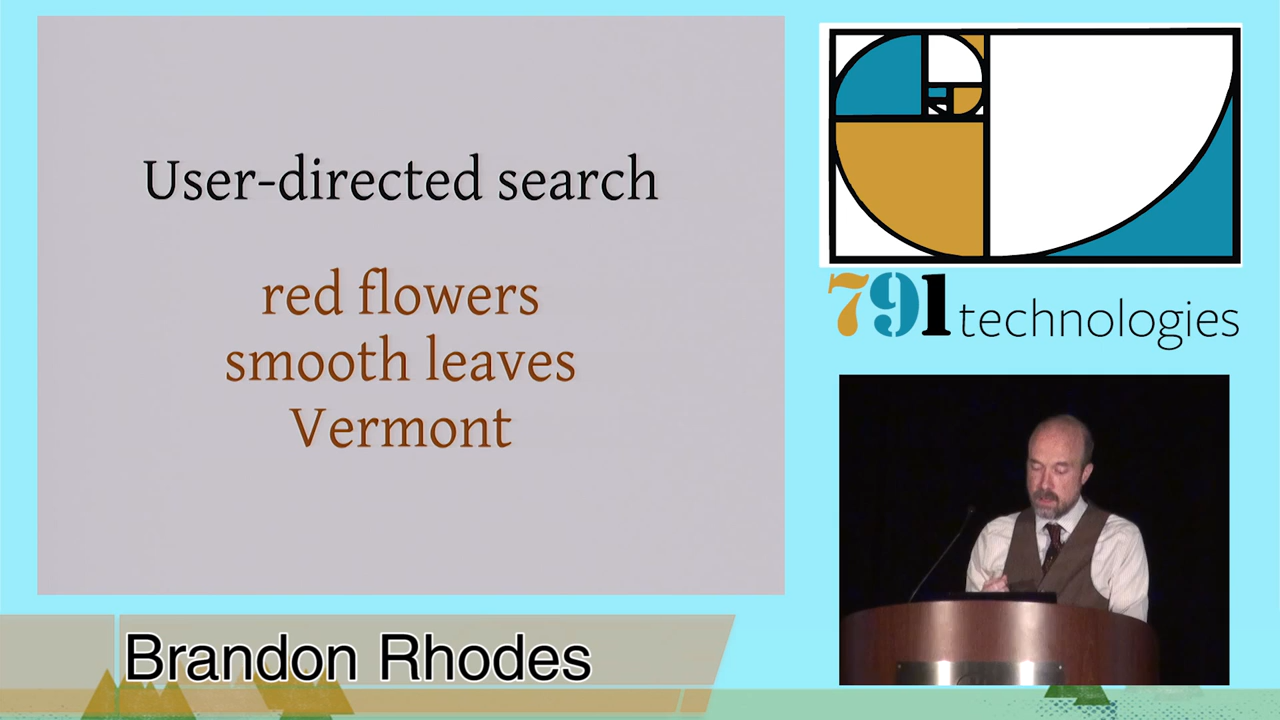 User-directed search
red flowers
smooth leaves
Vermont
791 technologies
Brandon Rhodes